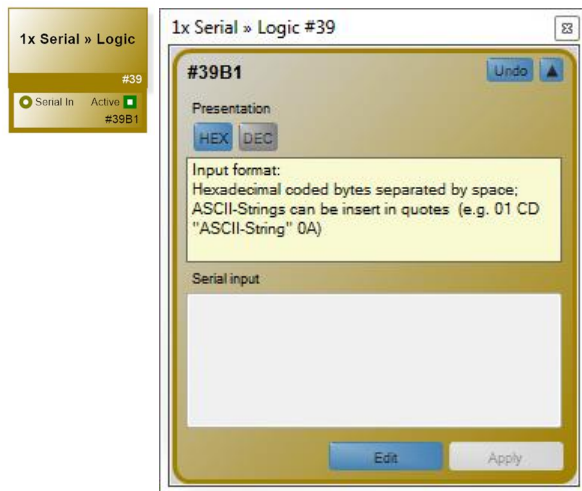 1x Serial » Logic
#39
Serial In Active
#39B1
1x Serial » Logic #39
#39B1
Undo
Presentation
HEX DEC
Input format:
Hexadecimal coded bytes separated by space;
ASCII-Strings can be insert in quotes (e.g. 01 CD
"ASCII-String" 0A)
Serial input
Edit Apply